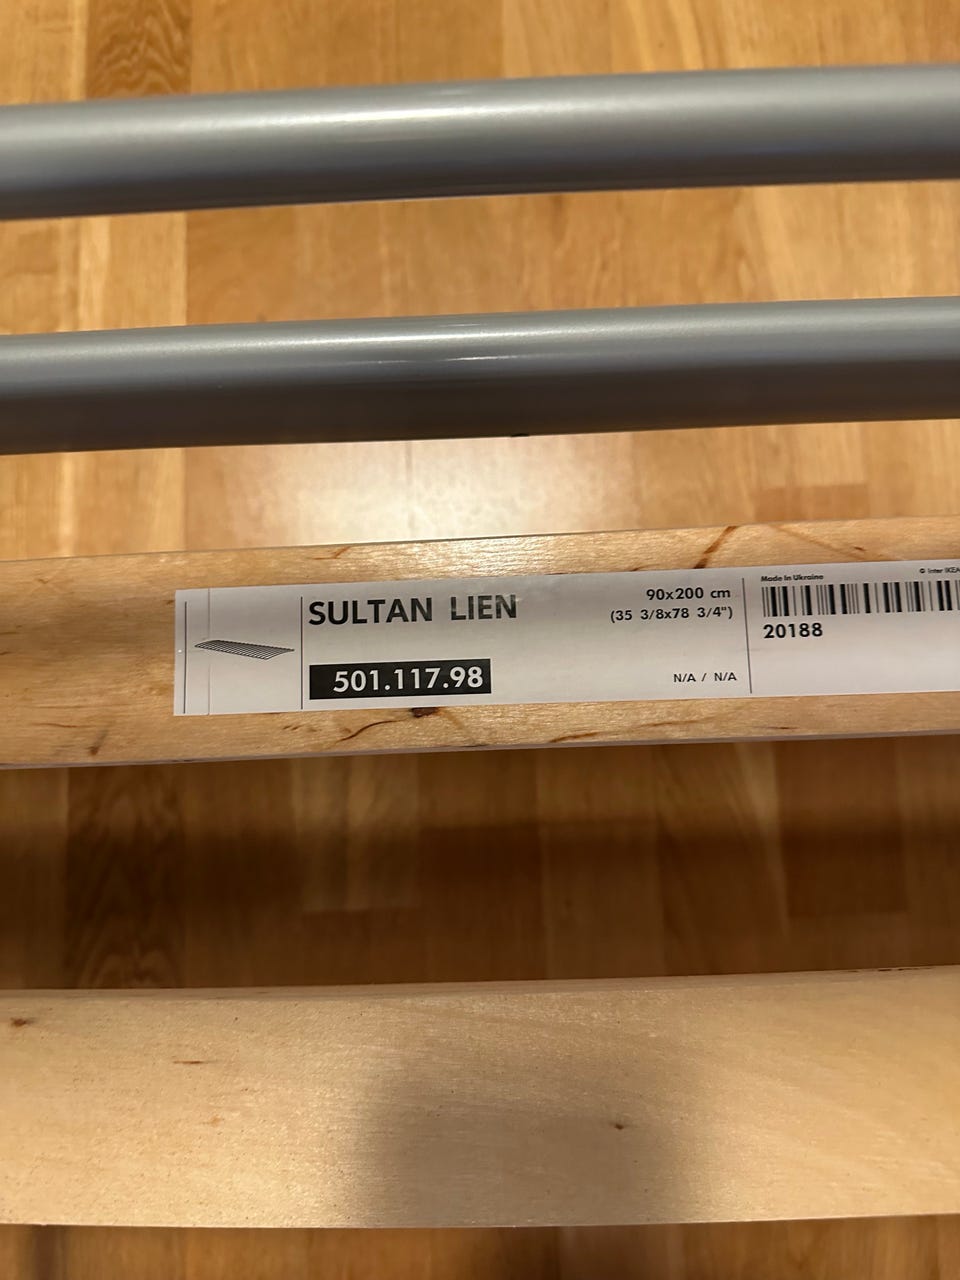 SULTAN LIEN
90x200 cm
(35 3/8x78 3/4")
501.117.98
N/A / N/A
Made in Ukraine
© Inter IKEA
20188